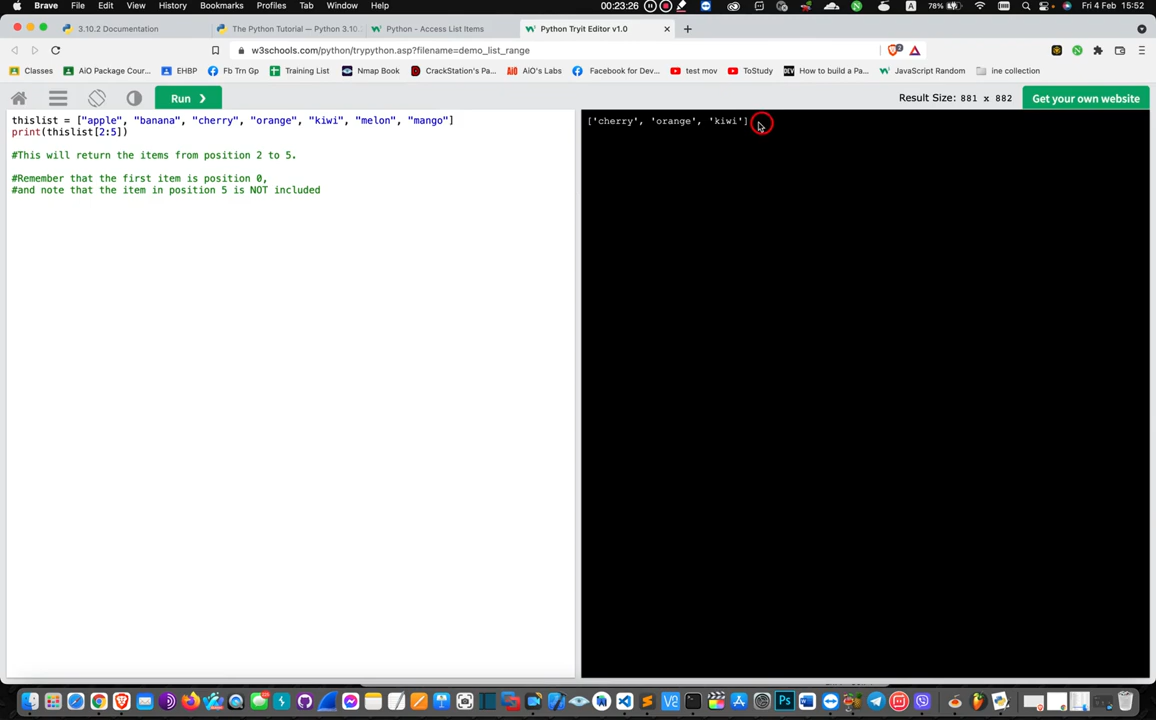 Brave File Edit View History Bookmarks Profiles Tab Window Help 00:23:26 78% Fri 4 Feb 15:52
3.10.2 Documentation The Python Tutorial — Python 3.10. Python - Access List Items Python Tryit Editor v1.0
w3schools.com/python/trypython.asp?filename=demo_list_range
Classes AiO Package Cour... EHBP Fb Trn Gp Training List Nmap Book CrackStation's Pa... AiO's Labs Facebook for Dev... test mov ToStudy How to build a Pa... JavaScript Random ine collection
Run ❯ Result Size: 881 x 882 Get your own website
thislist = ["apple", "banana", "cherry", "orange", "kiwi", "melon", "mango"]
print(thislist[2:5])
#This will return the items from position 2 to 5.
#Remember that the first item is position 0,
#and note that the item in position 5 is NOT included
['cherry', 'orange', 'kiwi']